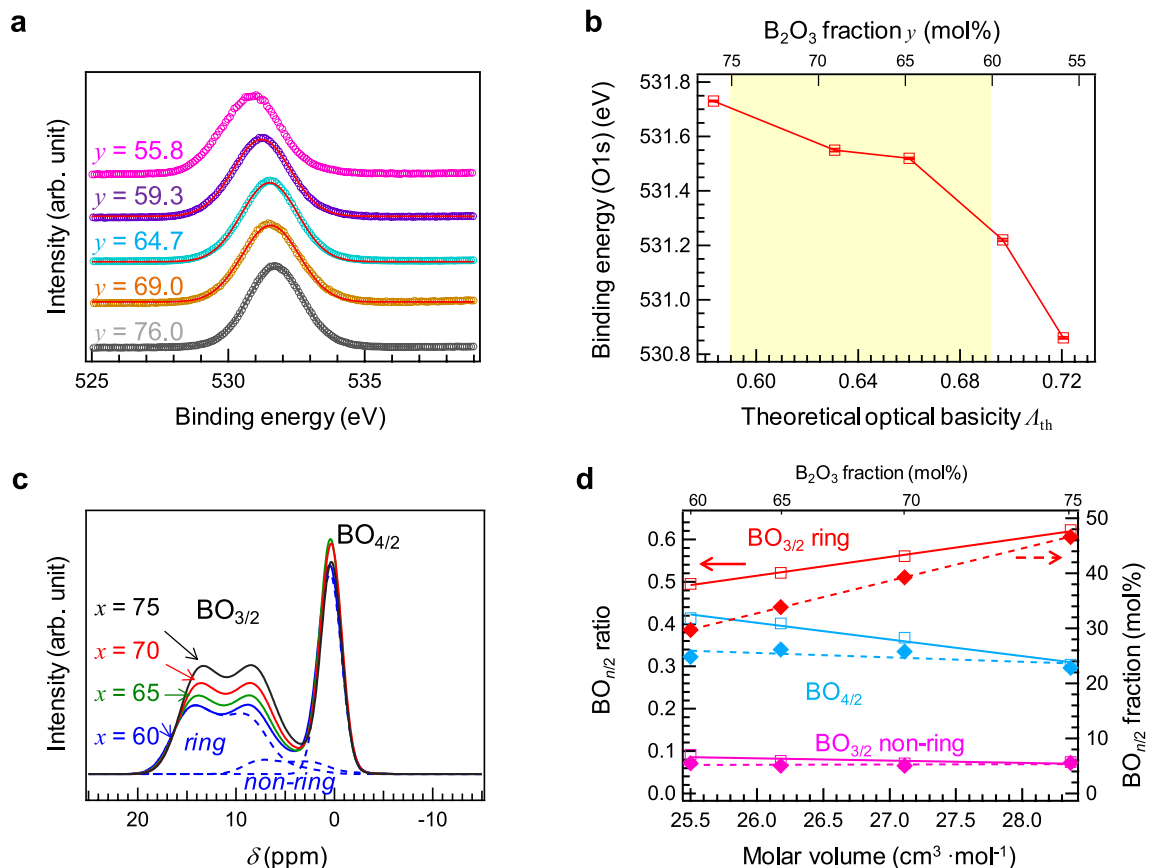 a
Intensity (arb. unit)
y = 55.8
y = 59.3
y = 64.7
y = 69.0
y = 76.0
525 530 535
Binding energy (eV)
b
B2O3 fraction y (mol%)
75 70 65 60 55
Binding energy (O1s) (eV)
531.8
531.6
531.4
531.2
531.0
530.8
0.60 0.64 0.68 0.72
Theoretical optical basicity Λth
c
Intensity (arb. unit)
BO4/2
BO3/2
x = 75
x = 70
x = 65
x = 60
ring
non-ring
20 10 0 -10
δ (ppm)
d
B2O3 fraction (mol%)
60 65 70 75
BOn/2 ratio
0.6
0.5
0.4
0.3
0.2
0.1
0.0
BO3/2 ring
BO4/2
BO3/2 non-ring
50
40
30
20
10
0
BOn/2 fraction (mol%)
25.5 26.0 26.5 27.0 27.5 28.0
Molar volume (cm3 ·mol-1)